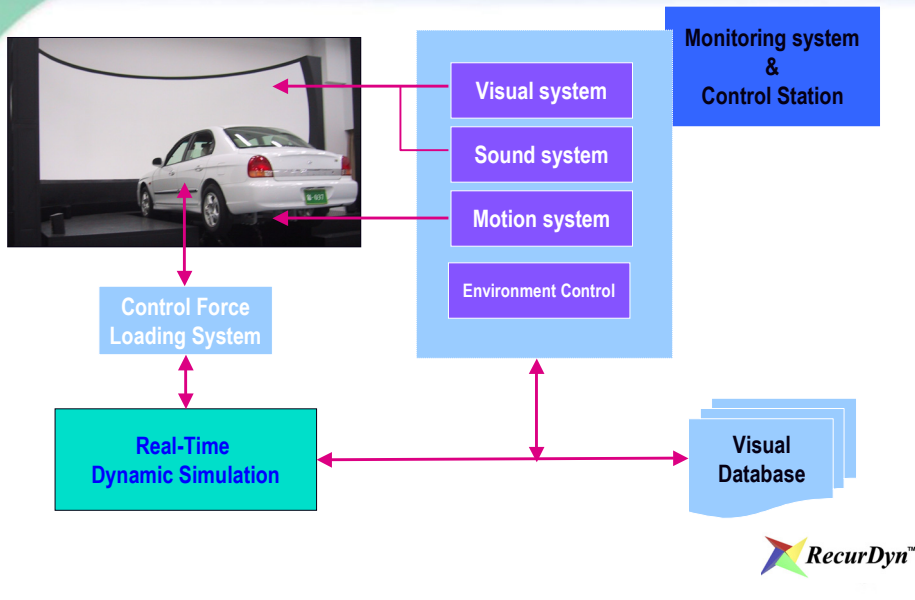 Monitoring system
&
Control Station
Visual system
Sound system
Motion system
Environment Control
Control Force
Loading System
Real-Time
Dynamic Simulation
Visual
Database
RecurDyn™